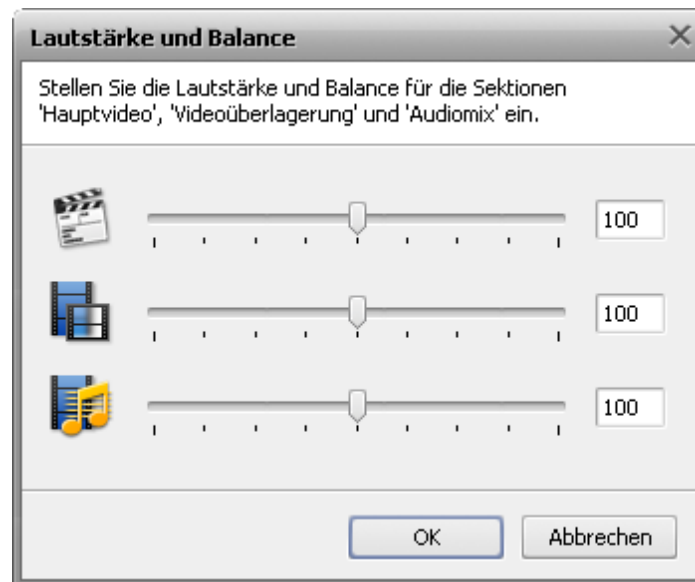 Lautstärke und Balance
Stellen Sie die Lautstärke und Balance für die Sektionen
'Hauptvideo', 'Videoüberlagerung' und 'Audiomix' ein.
100
100
100
OK
Abbrechen